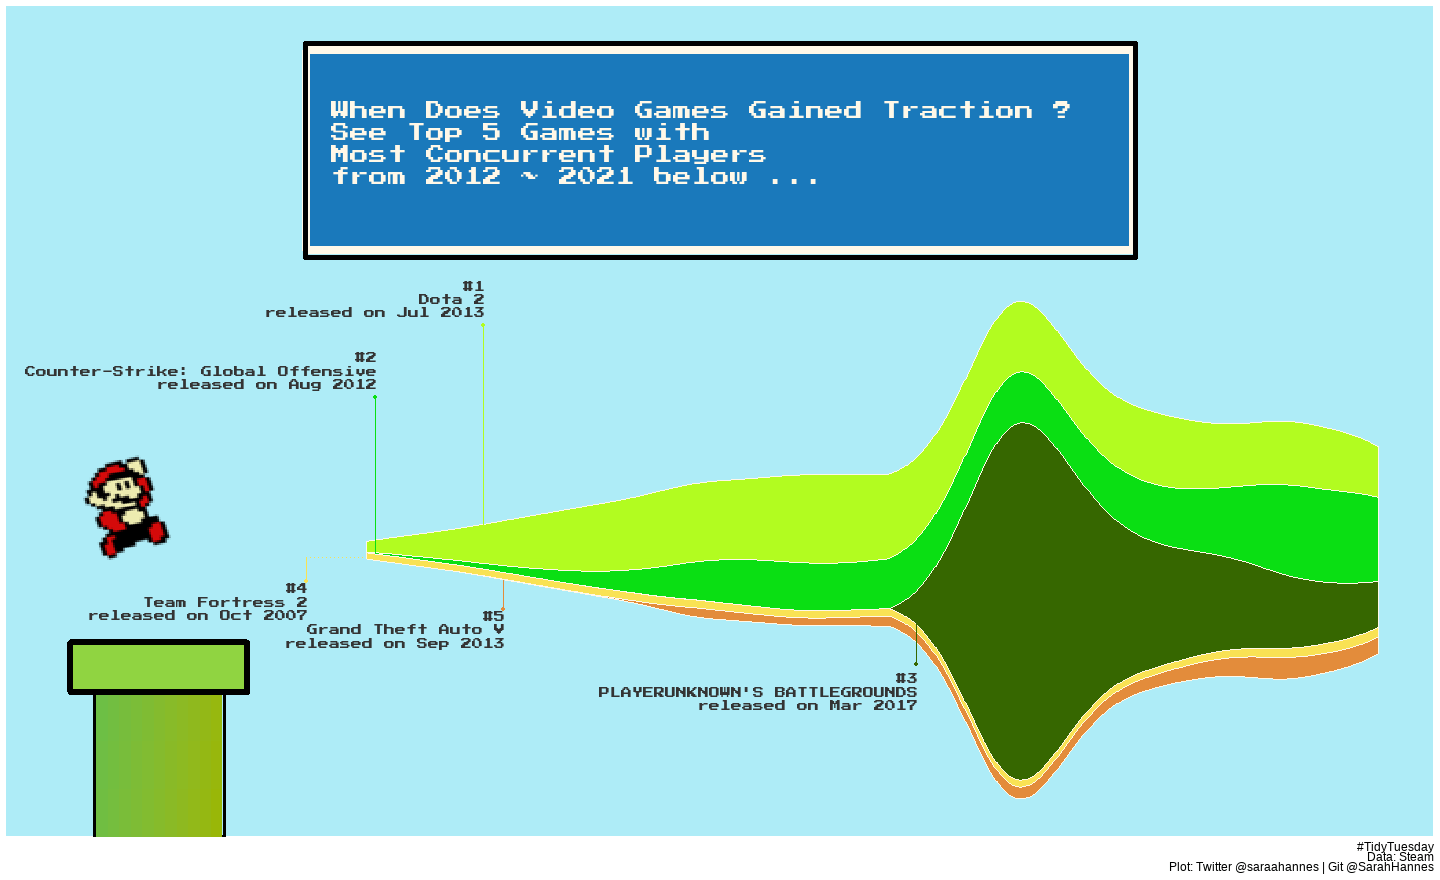 When Does Video Games Gained Traction ?
See Top 5 Games with
Most Concurrent Players
from 2012 ~ 2021 below ...
#1
Dota 2
released on Jul 2013
#2
Counter-Strike: Global Offensive
released on Aug 2012
#4
Team Fortress 2
released on Oct 2007
#5
Grand Theft Auto V
released on Sep 2013
#3
PLAYERUNKNOWN'S BATTLEGROUNDS
released on Mar 2017
#TidyTuesday
Data: Steam
Plot: Twitter @saraahannes | Git @SarahHannes